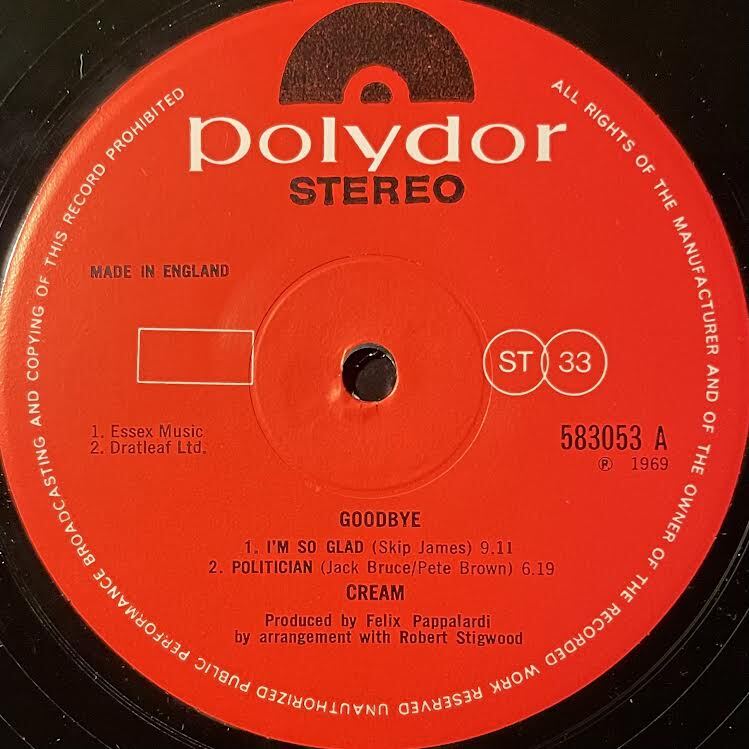 polydor
STEREO
MADE IN ENGLAND
ST 33
1. Essex Music
2. Dratleaf Ltd.
583053 A
℗ 1969
GOODBYE
1. I'M SO GLAD (Skip James) 9.11
2. POLITICIAN (Jack Bruce/Pete Brown) 6.19
CREAM
Produced by Felix Pappalardi
by arrangement with Robert Stigwood
ALL RIGHTS OF THE MANUFACTURER AND OF THE OWNER OF THE RECORDED WORK RESERVED UNAUTHORIZED PUBLIC PERFORMANCE BROADCASTING AND COPYING OF THIS RECORD PROHIBITED